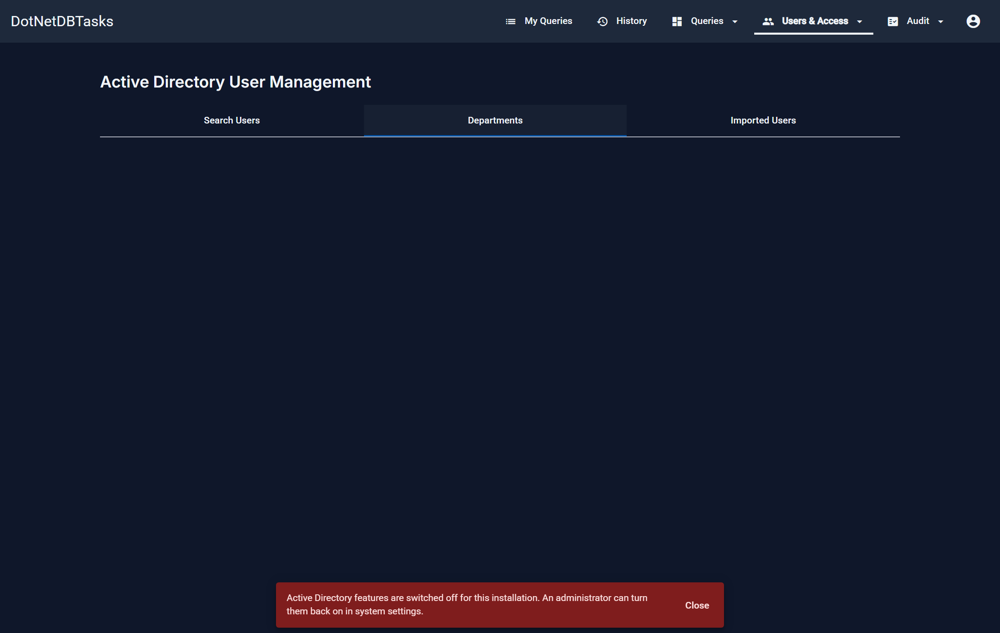 DotNetDBTasks
My Queries
History
Queries
Users & Access
Audit
Active Directory User Management
Search Users
Departments
Imported Users
Active Directory features are switched off for this installation. An administrator can turn
them back on in system settings.
Close